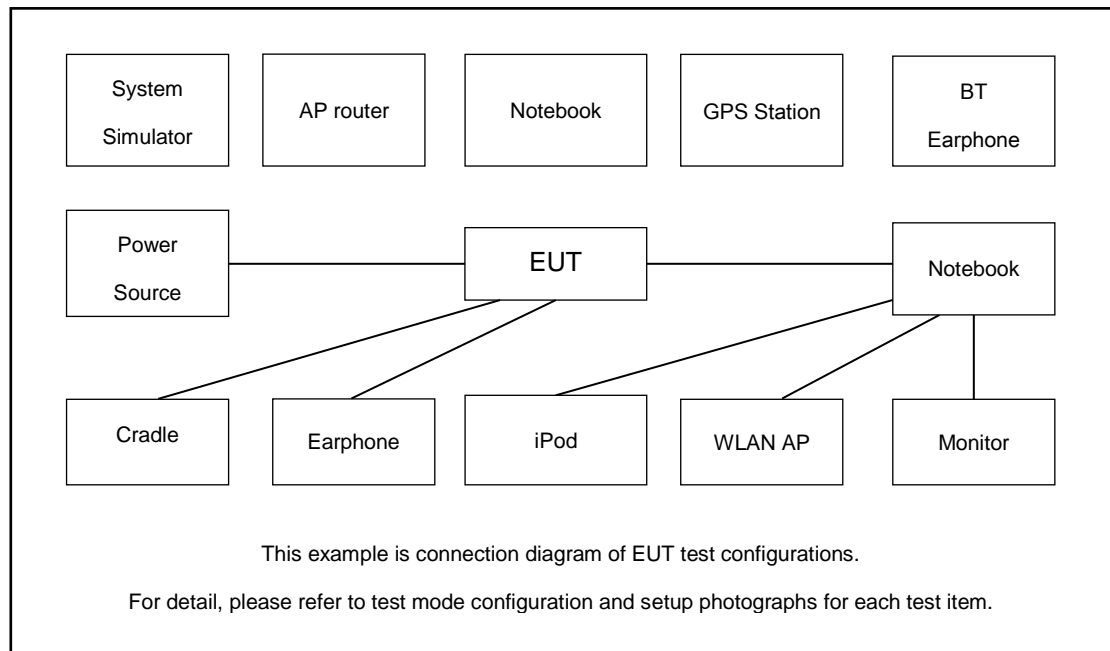 System
Simulator
AP router
Notebook
GPS Station
BT
Earphone
Power
Source
EUT
Notebook
Cradle
Earphone
iPod
WLAN AP
Monitor
This example is connection diagram of EUT test configurations.
For detail, please refer to test mode configuration and setup photographs for each test item.